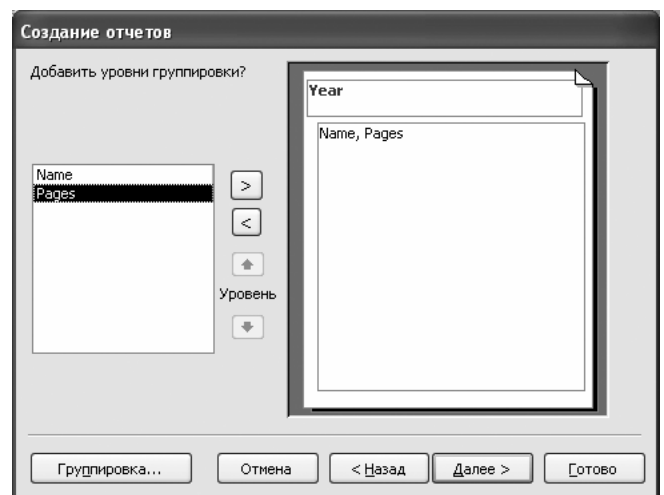 Создание отчетов
Добавить уровни группировки?
Name
Pages
>
<
Уровень
Year
Name, Pages
Группировка...
Отмена
< Назад
Далее >
Готово